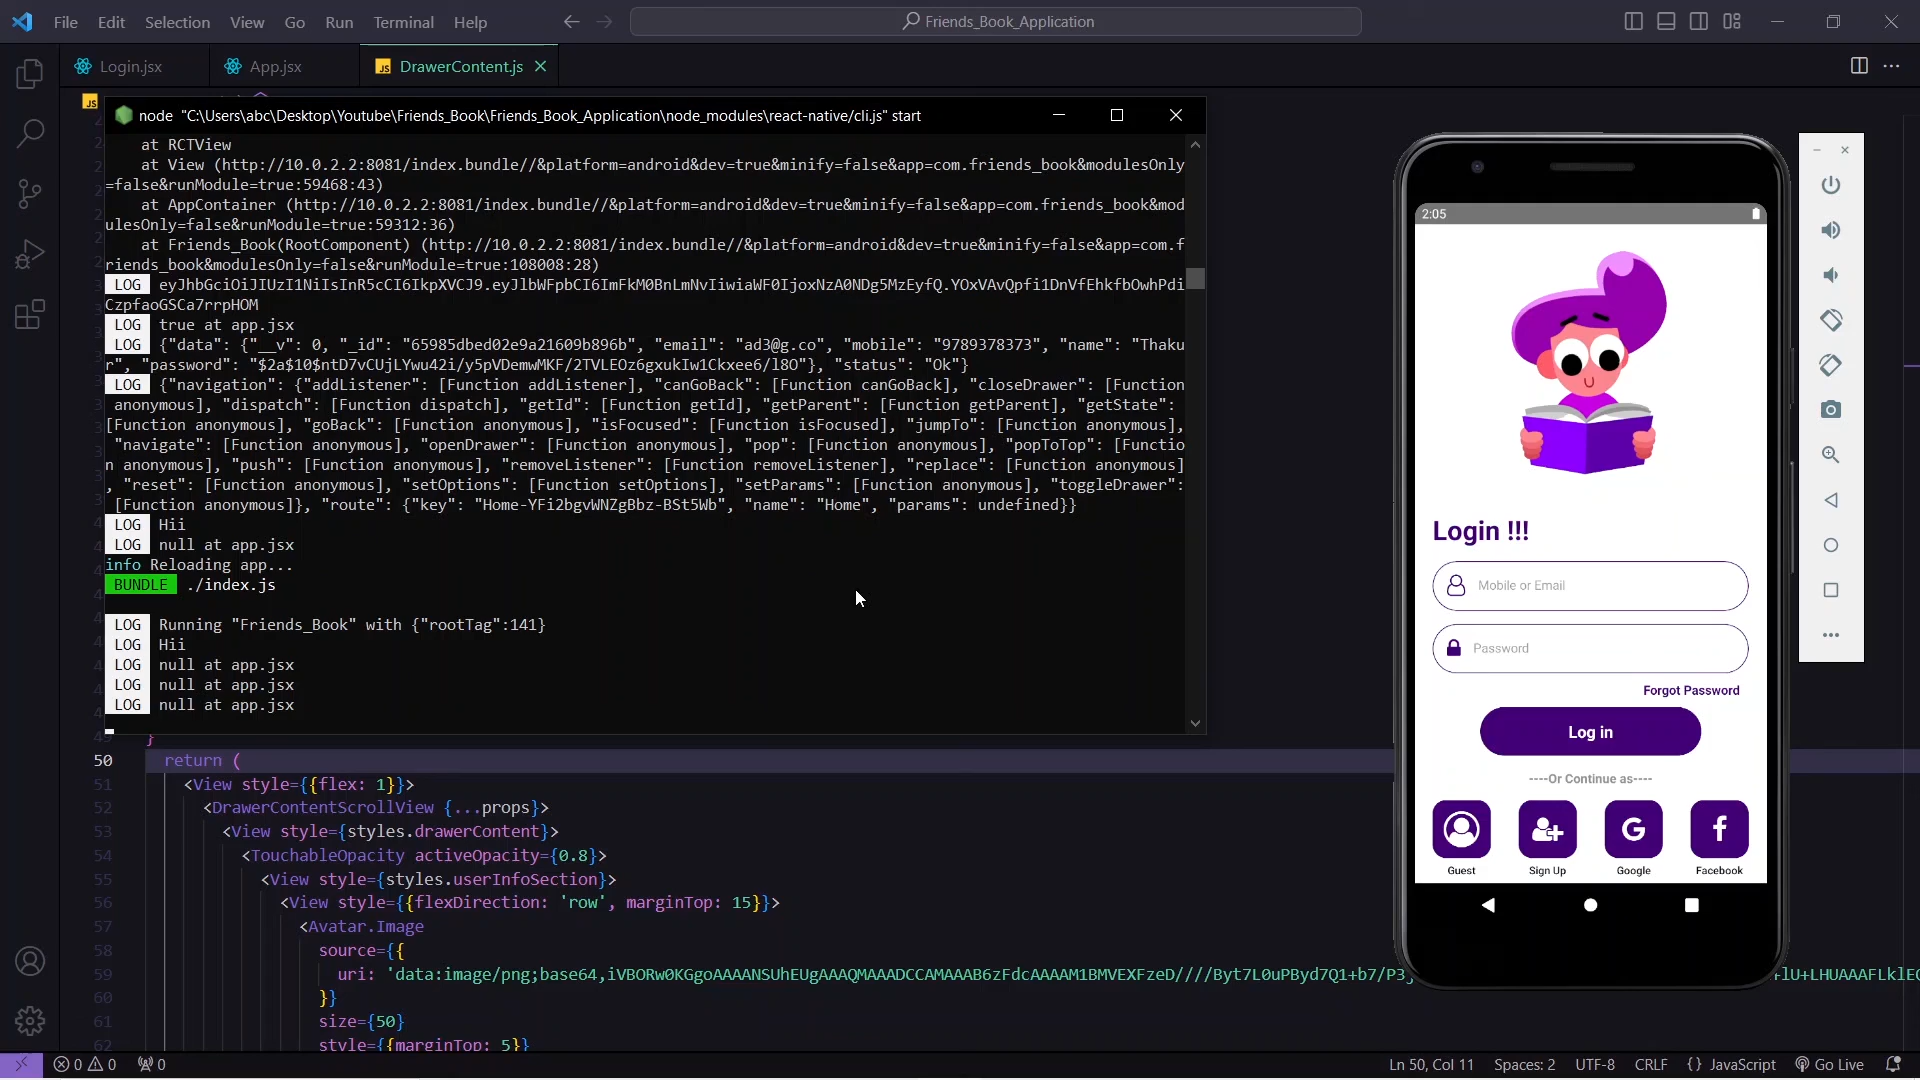 File Edit Selection View Go Run Terminal Help
Friends_Book_Application
Login.jsx
App.jsx
DrawerContent.js
node "C:\Users\abc\Desktop\Youtube\Friends_Book\Friends_Book_Application\node_modules\react-native/cli.js" start
at RCTView
at View (http://10.0.2.2:8081/index.bundle//&platform=android&dev=true&minify=false&app=com.friends_book&modulesOnly
=false&runModule=true:59468:43)
at AppContainer (http://10.0.2.2:8081/index.bundle//&platform=android&dev=true&minify=false&app=com.friends_book&mod
ulesOnly=false&runModule=true:59312:36)
at Friends_Book(RootComponent) (http://10.0.2.2:8081/index.bundle//&platform=android&dev=true&minify=false&app=com.f
riends_book&modulesOnly=false&runModule=true:108008:28)
LOG eyJhbGciOiJIUzI1NiIsInR5cCI6IkpXVCJ9.eyJlbWFpbCI6ImFkM0BnLmNvIiwiaWF0IjoxNzA0NDg5MzEyfQ.YOxVAvQpfi1DnVfEhkfbOwhPdi
CzpfaoGSCa7rrpHOM
LOG true at app.jsx
LOG {"data": {"__v": 0, "_id": "65985dbed02e9a21609b896b", "email": "ad3@g.co", "mobile": "9789378373", "name": "Thaku
r", "password": "$2a$10$ntD7vCUjLYwu42i/y5pVDemwMKF/2TVLEOz6gxukIw1Ckxee6/l8O"}, "status": "Ok"}
LOG {"navigation": {"addListener": [Function addListener], "canGoBack": [Function canGoBack], "closeDrawer": [Function
anonymous], "dispatch": [Function dispatch], "getId": [Function getId], "getParent": [Function getParent], "getState":
[Function anonymous], "goBack": [Function anonymous], "isFocused": [Function isFocused], "jumpTo": [Function anonymous],
"navigate": [Function anonymous], "openDrawer": [Function anonymous], "pop": [Function anonymous], "popToTop": [Functio
n anonymous], "push": [Function anonymous], "removeListener": [Function removeListener], "replace": [Function anonymous]
, "reset": [Function anonymous], "setOptions": [Function setOptions], "setParams": [Function anonymous], "toggleDrawer":
[Function anonymous]}, "route": {"key": "Home-YFi2bgvWNZgBbz-BSt5Wb", "name": "Home", "params": undefined}}
LOG Hii
LOG null at app.jsx
info Reloading app...
BUNDLE ./index.js
LOG Running "Friends_Book" with {"rootTag":141}
LOG Hii
LOG null at app.jsx
LOG null at app.jsx
LOG null at app.jsx
}
50 return (
51 <View style={{flex: 1}}>
52 <DrawerContentScrollView {...props}>
53 <View style={styles.drawerContent}>
54 <TouchableOpacity activeOpacity={0.8}>
55 <View style={styles.userInfoSection}>
56 <View style={{flexDirection: 'row', marginTop: 15}}>
57 <Avatar.Image
58 source={{
59 uri: 'data:image/png;base64,iVBORw0KGgoAAAANSUhEUgAAAQMAAADCCAMAAAB6zFdcAAAAM1BMVEXFzeD////Byt7L0uPByd7Q1+b7/P3j
60 }}
61 size={50}
62 style={{marginTop: 5}}
2:05
Login !!!
Mobile or Email
Password
Forgot Password
Log in
----Or Continue as----
Guest Sign Up Google Facebook
0 0 0
Ln 50, Col 11 Spaces: 2 UTF-8 CRLF {} JavaScript Go Live